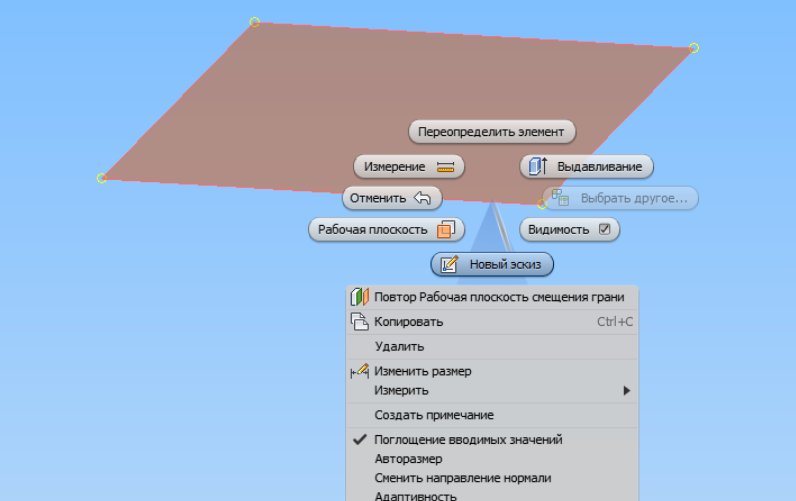 Переопределить элемент
Измерение
Выдавливание
Отменить
Выбрать другое...
Рабочая плоскость
Видимость
Новый эскиз
Повтор Рабочая плоскость смещения грани
Копировать Ctrl+C
Удалить
Изменить размер
Измерить
Создать примечание
Поглощение вводимых значений
Авторазмер
Сменить направление нормали
Адаптивность